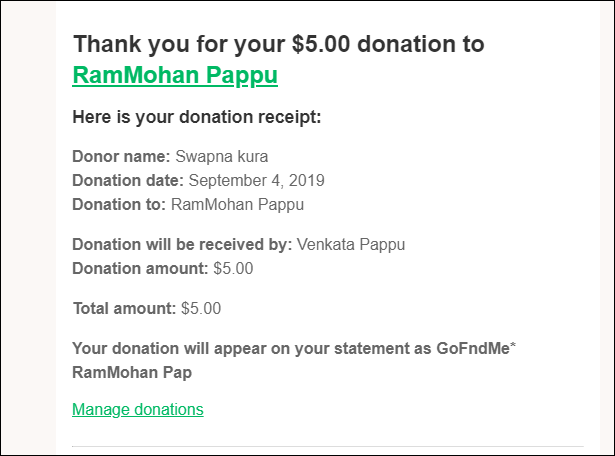 Thank you for your $5.00 donation to
RamMohan Pappu
Here is your donation receipt:
Donor name: Swapna kura
Donation date: September 4, 2019
Donation to: RamMohan Pappu
Donation will be received by: Venkata Pappu
Donation amount: $5.00
Total amount: $5.00
Your donation will appear on your statement as GoFndMe*
RamMohan Pap
Manage donations